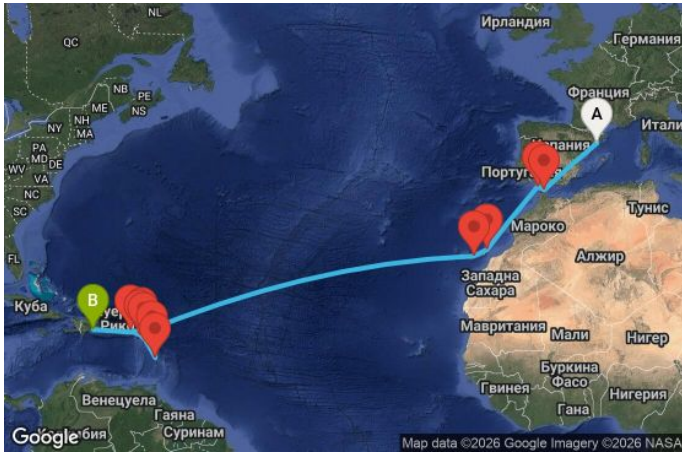 NL
Ирландия
QC
Германия
NB
PE
Франция
ME
NS
A
NY
NH
MA
Испания
Итали
PA
MD
DE
WV
VA
Португалия
NC
SC
Тунис
Мароко
FL
Алжир
Западна
Сахара
Куба
B
Рико
Мавритания
Мали
Нигер
Буркина
Фасо
Венецуела
Гвинея
Нигерия
Гаяна
Гана
Суринам
Google
Map data ©2026 Google Imagery ©2026 NASA